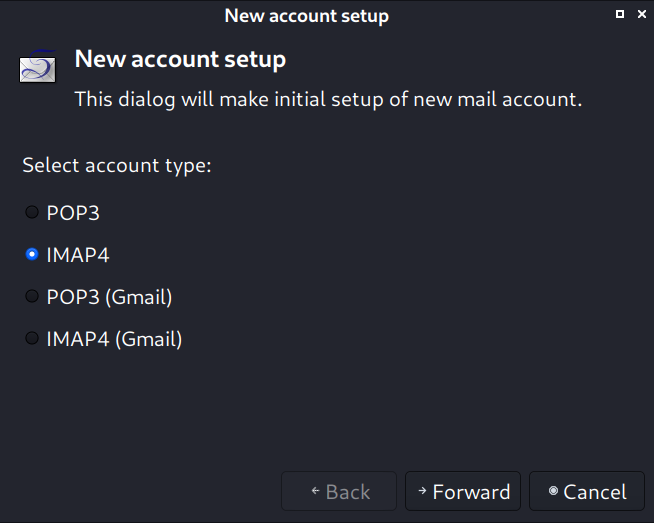 New account setup
New account setup
This dialog will make initial setup of new mail account.
Select account type:
POP3
IMAP4
POP3 (Gmail)
IMAP4 (Gmail)
Back
Forward
Cancel